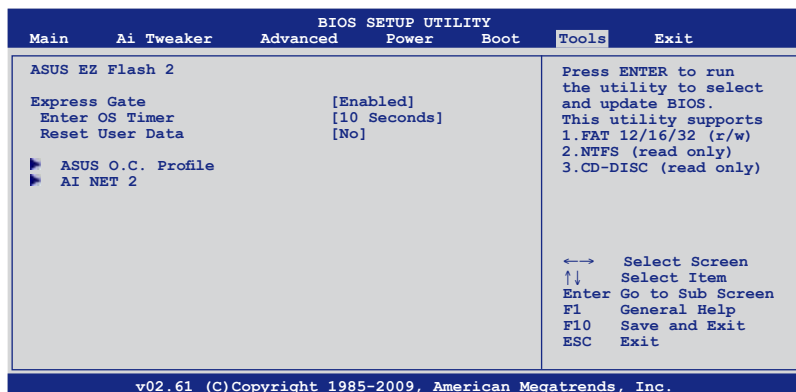 BIOS SETUP UTILITY
Main Ai Tweaker Advanced Power Boot Tools Exit
ASUS EZ Flash 2
Express Gate [Enabled]
Enter OS Timer [10 Seconds]
Reset User Data [No]
ASUS O.C. Profile
AI NET 2
Press ENTER to run
the utility to select
and update BIOS.
This utility supports
1.FAT 12/16/32 (r/w)
2.NTFS (read only)
3.CD-DISC (read only)
←→ Select Screen
↑↓ Select Item
Enter Go to Sub Screen
F1 General Help
F10 Save and Exit
ESC Exit
v02.61 (C)Copyright 1985-2009, American Megatrends, Inc.